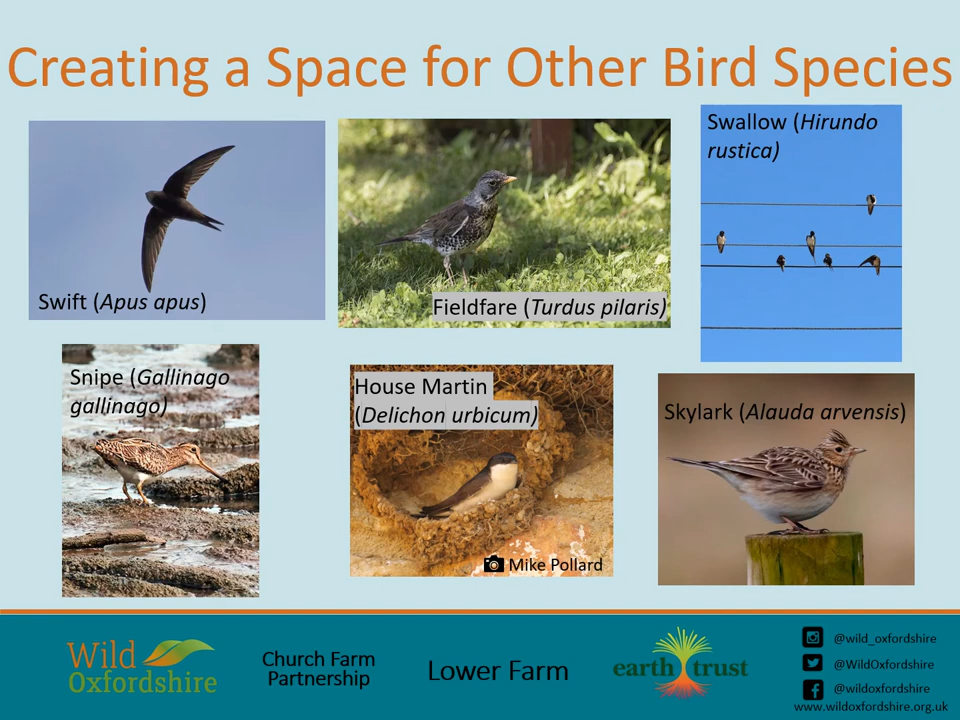 Creating a Space for Other Bird Species
Swift (Apus apus)
Fieldfare (Turdus pilaris)
Swallow (Hirundo
rustica)
Snipe (Gallinago
gallinago)
House Martin
(Delichon urbicum)
Mike Pollard
Skylark (Alauda arvensis)
Wild
Oxfordshire
Church Farm
Partnership
Lower Farm
earth trust
@wild_oxfordshire
@WildOxfordshire
@wildoxfordshire
www.wildoxfordshire.org.uk